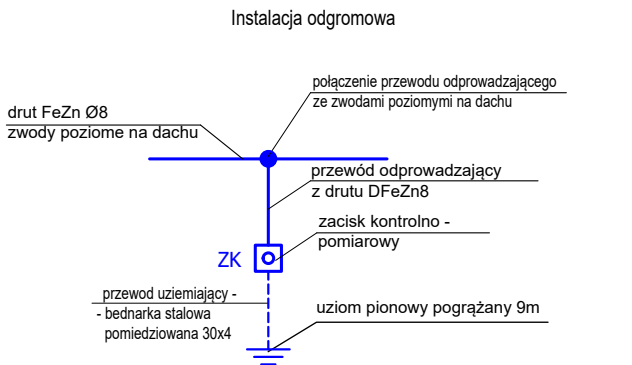 Instalacja odgromowa
połączenie przewodu odprowadzającego
ze zwodami poziomymi na dachu
drut FeZn Ø8
zwody poziome na dachu
przewód odprowadzający
z drutu DFeZn8
zacisk kontrolno -
pomiarowy
ZK
przewod uziemiający -
- bednarka stalowa
pomiedziowana 30x4
uziom pionowy pogrążany 9m